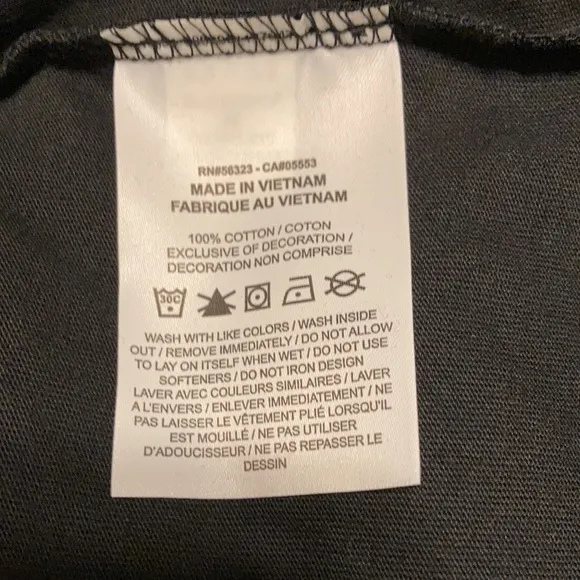 RN#56323 - CA#05553
MADE IN VIETNAM
FABRIQUE AU VIETNAM
100% COTTON / COTON
EXCLUSIVE OF DECORATION /
DECORATION NON COMPRISE
30C
WASH WITH LIKE COLORS / WASH INSIDE
OUT / REMOVE IMMEDIATELY / DO NOT ALLOW
TO LAY ON ITSELF WHEN WET / DO NOT USE
SOFTENERS / DO NOT IRON DESIGN
LAVER AVEC COULEURS SIMILAIRES / LAVER
A L'ENVERS / ENLEVER IMMEDIATEMENT / NE
PAS LAISSER LE VÊTEMENT PLIÉ LORSQU'IL
EST MOUILLÉ / NE PAS UTILISER
D'ADOUCISSEUR / NE PAS REPASSER LE
DESSIN